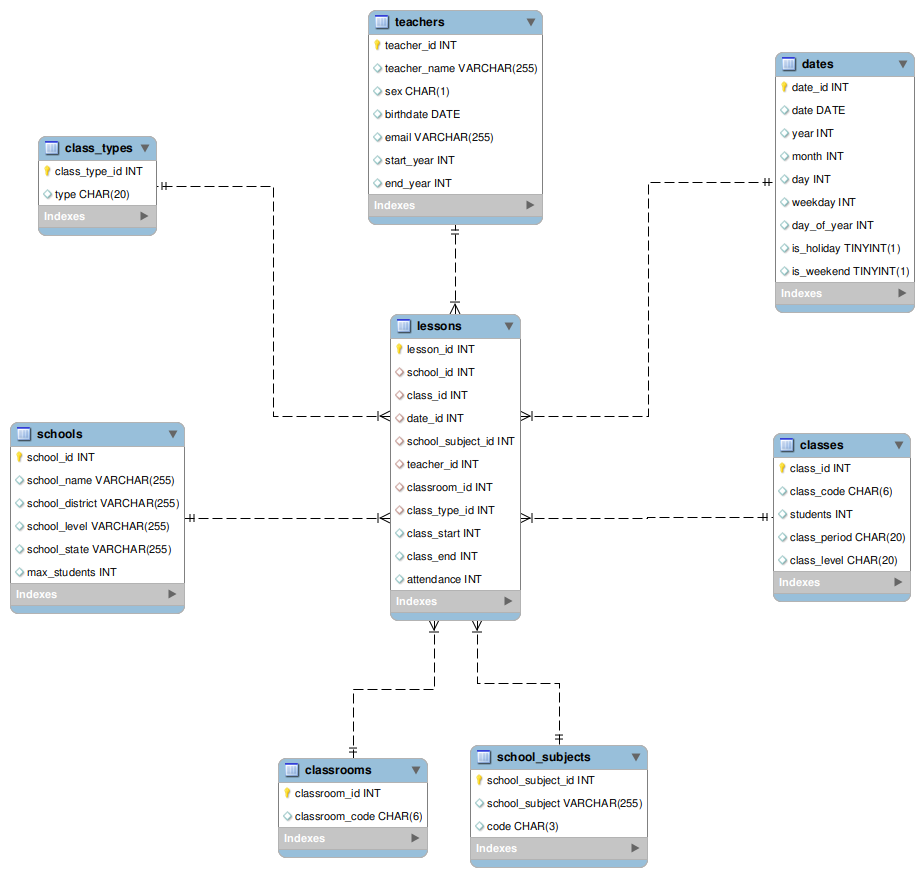 teachers
teacher_id INT
teacher_name VARCHAR(255)
sex CHAR(1)
birthdate DATE
email VARCHAR(255)
start_year INT
end_year INT
Indexes
dates
date_id INT
date DATE
year INT
month INT
day INT
weekday INT
day_of_year INT
is_holiday TINYINT(1)
is_weekend TINYINT(1)
Indexes
class_types
class_type_id INT
type CHAR(20)
Indexes
lessons
lesson_id INT
school_id INT
class_id INT
date_id INT
school_subject_id INT
teacher_id INT
classroom_id INT
class_type_id INT
class_start INT
class_end INT
attendance INT
Indexes
schools
school_id INT
school_name VARCHAR(255)
school_district VARCHAR(255)
school_level VARCHAR(255)
school_state VARCHAR(255)
max_students INT
Indexes
classes
class_id INT
class_code CHAR(6)
students INT
class_period CHAR(20)
class_level CHAR(20)
Indexes
classrooms
classroom_id INT
classroom_code CHAR(6)
Indexes
school_subjects
school_subject_id INT
school_subject VARCHAR(255)
code CHAR(3)
Indexes